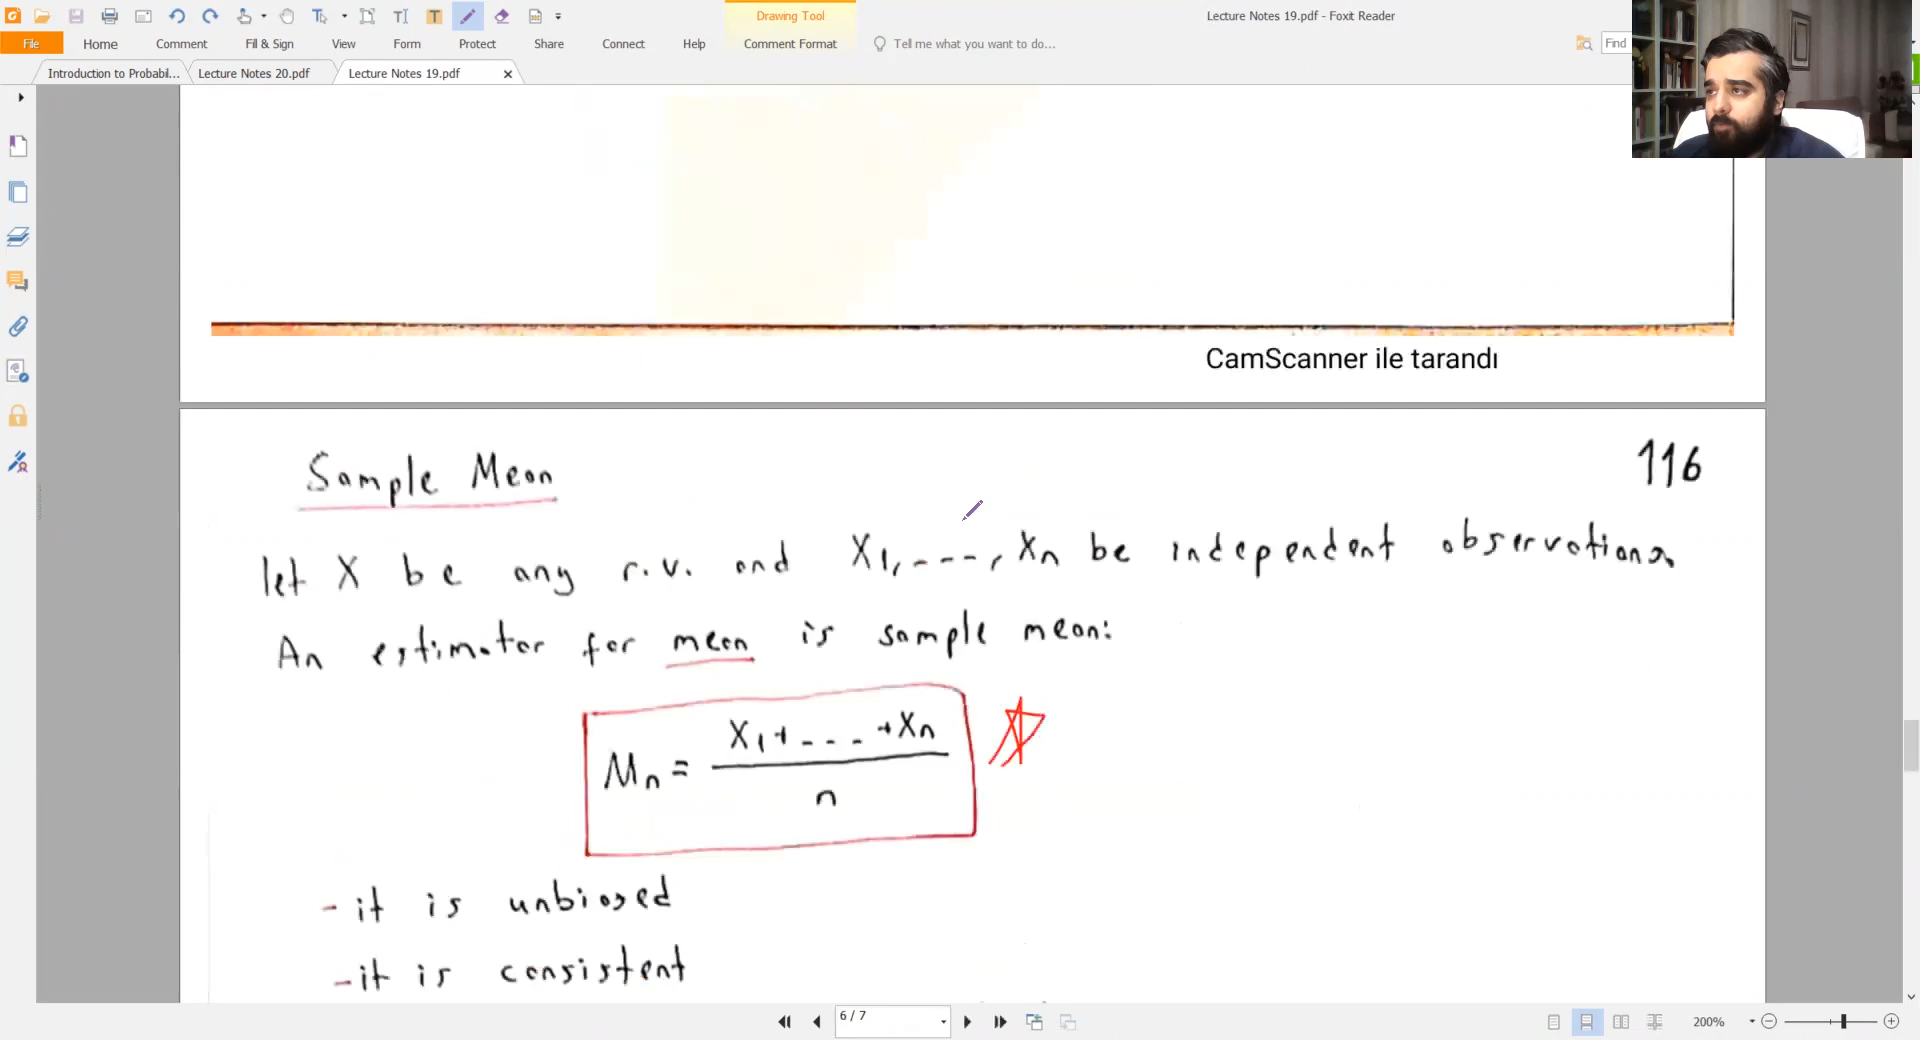 Drawing Tool
Lecture Notes 19.pdf - Foxit Reader
File Home Comment Fill & Sign View Form Protect Share Connect Help Comment Format Tell me what you want to do... Find
Introduction to Probabil... Lecture Notes 20.pdf Lecture Notes 19.pdf
CamScanner ile tarandı
116
Sample Mean
let X be any r.v. and X1, ----, Xn be independent observations
An estimator for mean is sample mean:
Mn = X1+ ---- +Xn
n
- it is unbiased
- it is consistent
6 / 7
200%